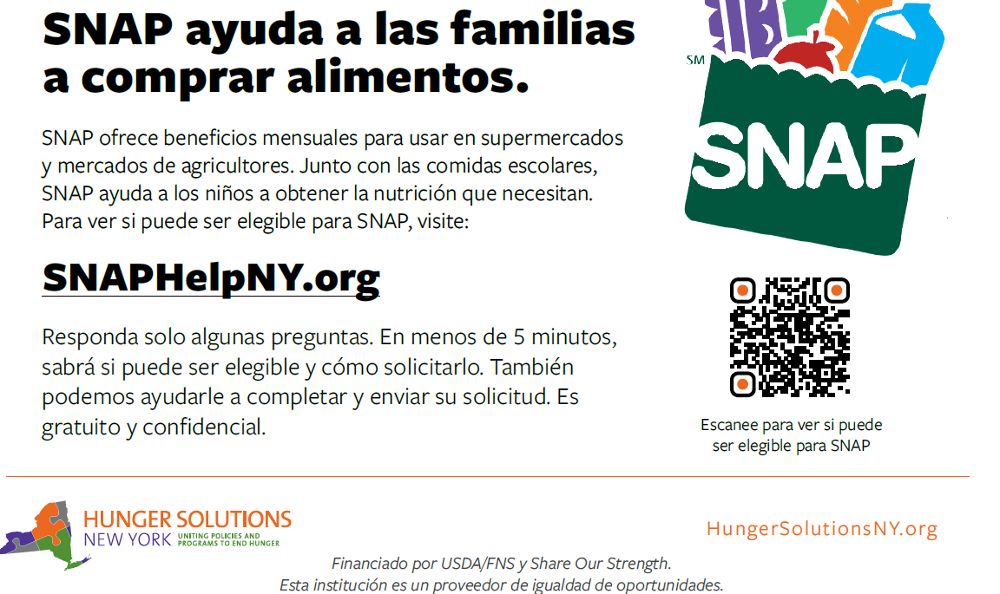 SNAP ayuda a las familias
a comprar alimentos.
SM
SNAP
SNAP ofrece beneficios mensuales para usar en supermercados
y mercados de agricultores. Junto con las comidas escolares,
SNAP ayuda a los niños a obtener la nutrición que necesitan.
Para ver si puede ser elegible para SNAP, visite:
SNAPHelpNY.org
Responda solo algunas preguntas. En menos de 5 minutos,
sabrá si puede ser elegible y cómo solicitarlo. También
podemos ayudarle a completar y enviar su solicitud. Es
gratuito y confidencial.
Escanee para ver si puede
ser elegible para SNAP
HUNGER SOLUTIONS
NEW YORK
UNITING POLICIES AND
PROGRAMS TO END HUNGER
HungerSolutionsNY.org
Financiado por USDA/FNS y Share Our Strength.
Esta institución es un proveedor de igualdad de oportunidades.